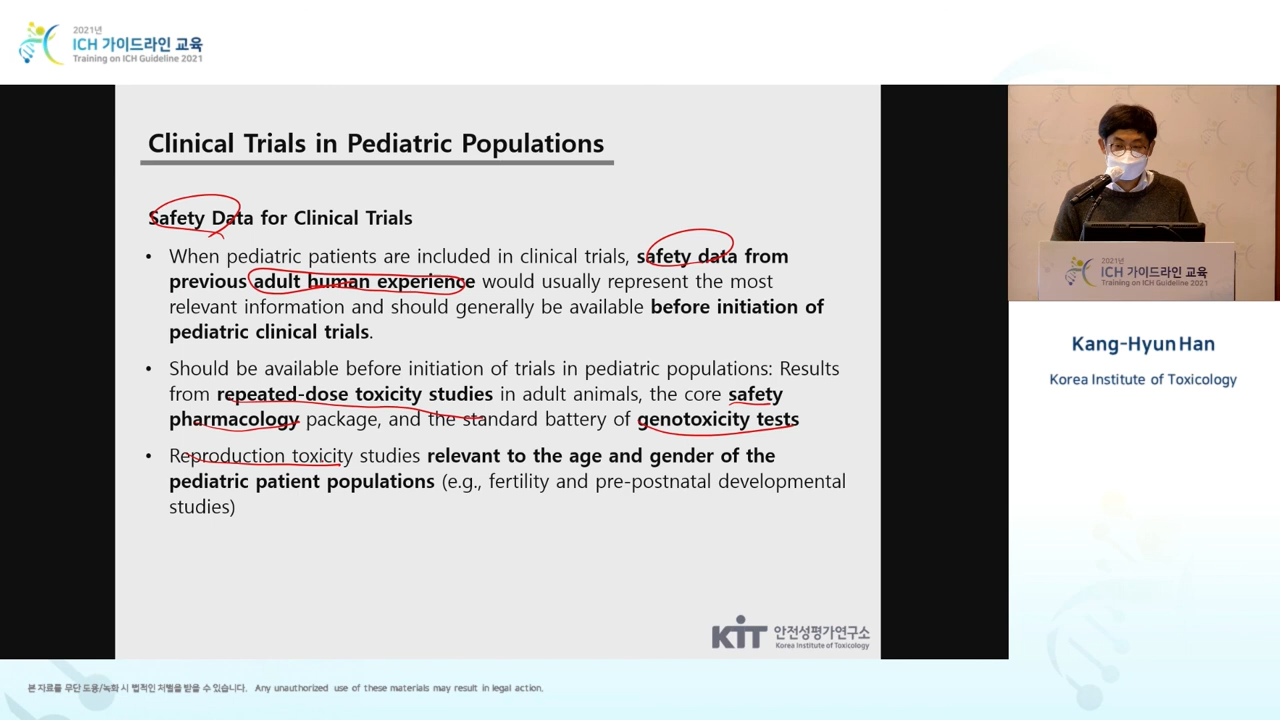 2021년
ICH 가이드라인 교육
Training on ICH Guideline 2021
Clinical Trials in Pediatric Populations
Safety Data for Clinical Trials
• When pediatric patients are included in clinical trials, safety data from
previous adult human experience would usually represent the most
relevant information and should generally be available before initiation of
pediatric clinical trials.
• Should be available before initiation of trials in pediatric populations: Results
from repeated-dose toxicity studies in adult animals, the core safety
pharmacology package, and the standard battery of genotoxicity tests
• Reproduction toxicity studies relevant to the age and gender of the
pediatric patient populations (e.g., fertility and pre-postnatal developmental
studies)
KIT 안전성평가연구소
Korea Institute of Toxicology
2021년
ICH 가이드라인 교육
Training on ICH Guideline 2021
Kang-Hyun Han
Korea Institute of Toxicology
본 자료를 무단 도용/녹화 시 법적인 처벌을 받을 수 있습니다. Any unauthorized use of these materials may result in legal action.